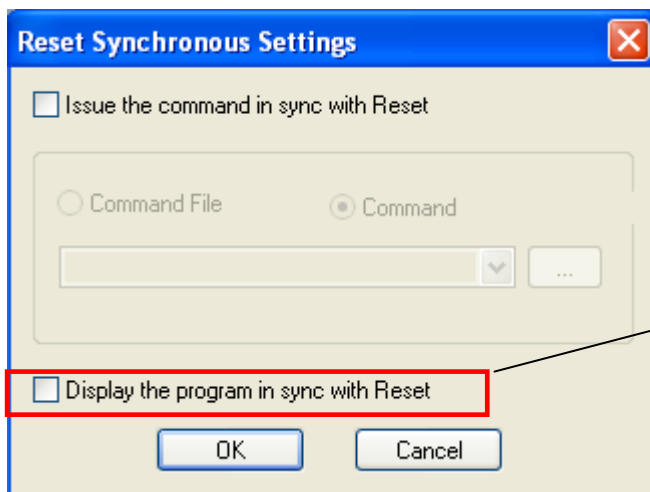 Reset Synchronous Settings
Issue the command in sync with Reset
Command File Command
...
Display the program in sync with Reset
OK Cancel